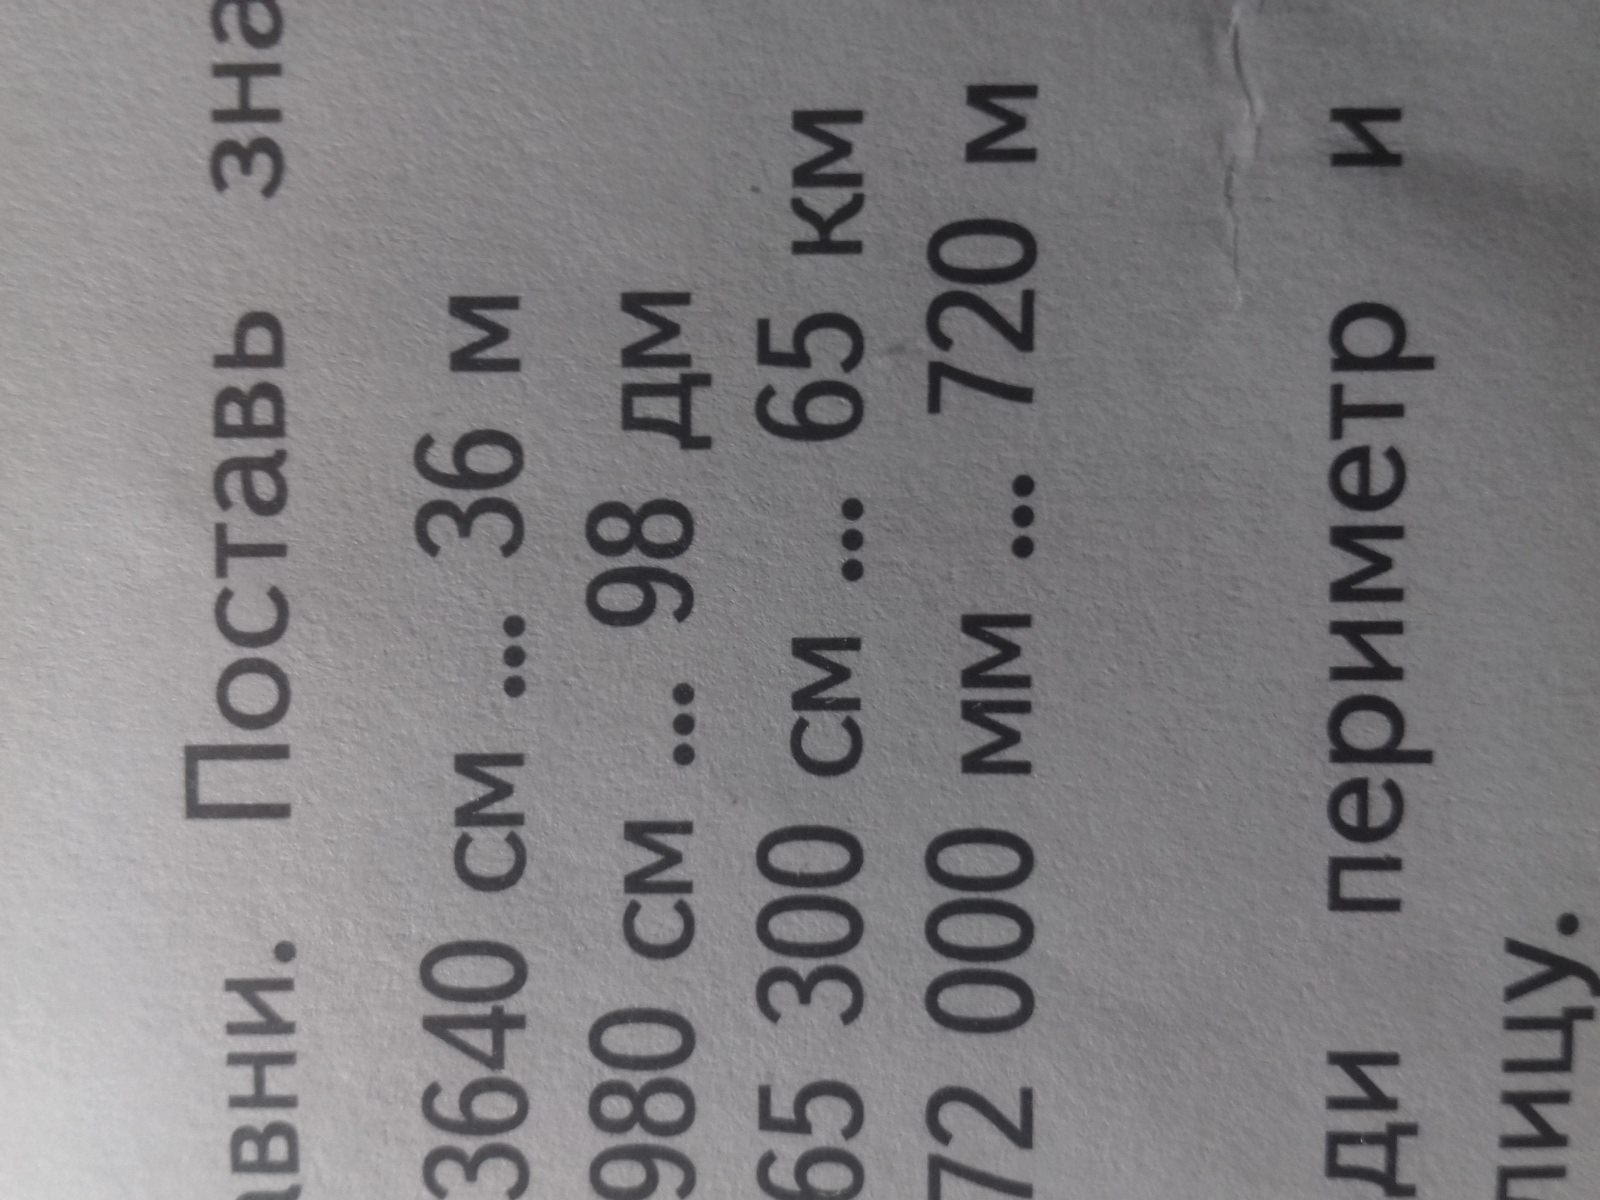 авни. Поставь зна
3640 см ... 36 м
980 см ... 98 дм
65 300 см ... 65 км
72 000 мм ... 720 м
ди периметр и
лицу.